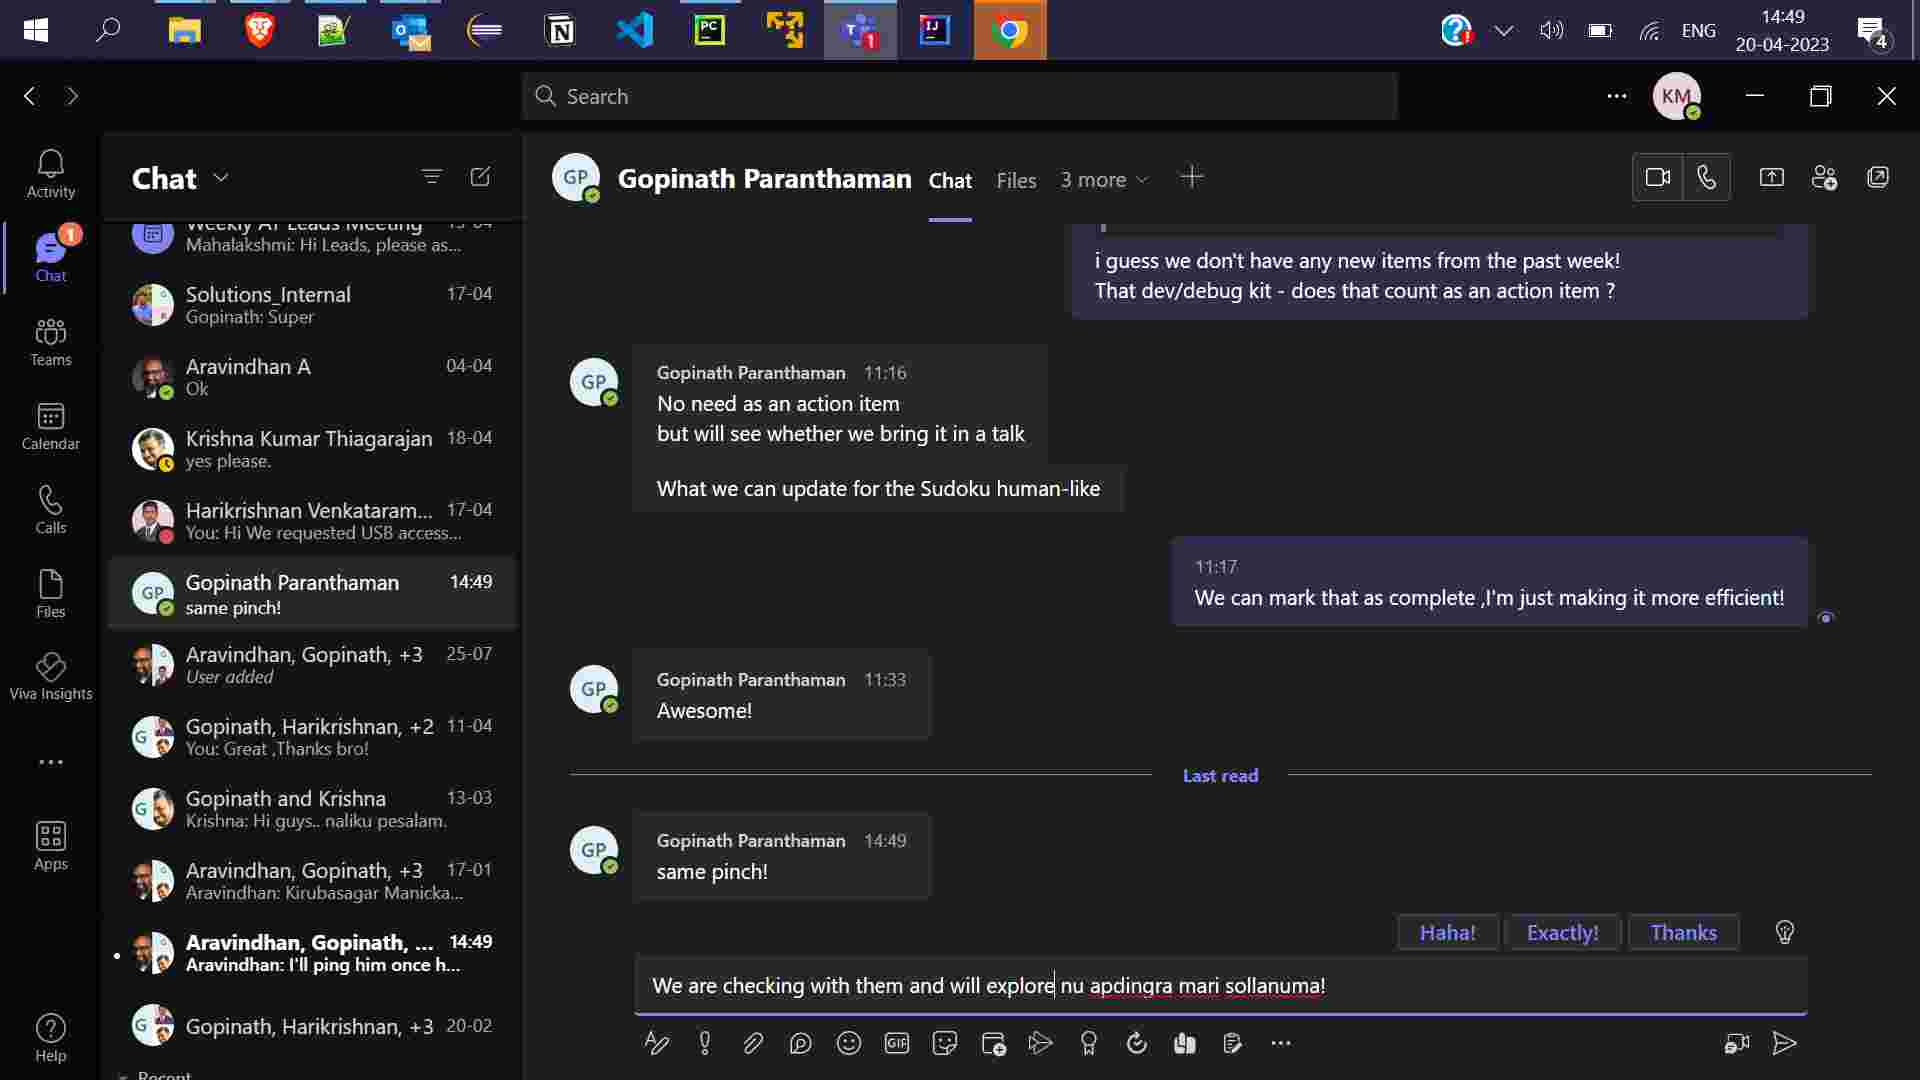 PC
T 1
IJ
ENG
14:49
20-04-2023
4
Search
KM
Activity
1
Chat
Teams
Calendar
Calls
Files
Viva Insights
Apps
Help
Chat
Weekly AT Leads Meeting
Mahalakshmi: Hi Leads, please as...
Solutions_Internal 17-04
Gopinath: Super
Aravindhan A 04-04
Ok
Krishna Kumar Thiagarajan 18-04
yes please.
Harikrishnan Venkataram... 17-04
You: Hi We requested USB access...
GP Gopinath Paranthaman 14:49
same pinch!
Aravindhan, Gopinath, +3 25-07
User added
G Gopinath, Harikrishnan, +2 11-04
You: Great ,Thanks bro!
G Gopinath and Krishna 13-03
Krishna: Hi guys.. naliku pesalam.
Aravindhan, Gopinath, +3 17-01
Aravindhan: Kirubasagar Manicka...
Aravindhan, Gopinath, ... 14:49
Aravindhan: I'll ping him once h...
G Gopinath, Harikrishnan, +3 20-02
Recent
GP Gopinath Paranthaman Chat Files 3 more
i guess we don't have any new items from the past week!
That dev/debug kit - does that count as an action item ?
GP Gopinath Paranthaman 11:16
No need as an action item
but will see whether we bring it in a talk
What we can update for the Sudoku human-like
11:17
We can mark that as complete ,I'm just making it more efficient!
GP Gopinath Paranthaman 11:33
Awesome!
Last read
GP Gopinath Paranthaman 14:49
same pinch!
Haha! Exactly! Thanks
We are checking with them and will explore nu apdingra mari sollanuma!
GIF